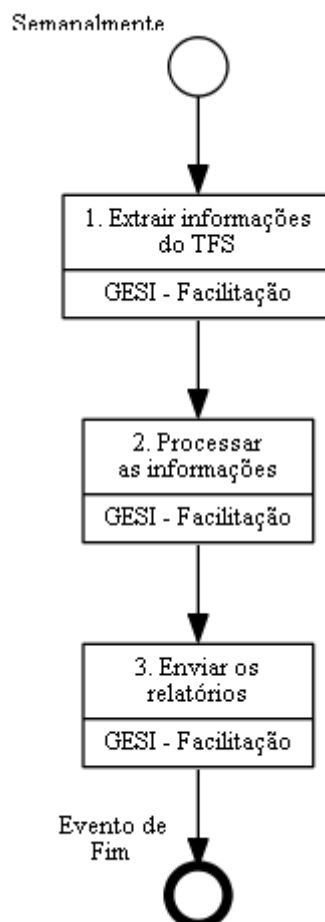 Semanalmente
1. Extrair informações
do TFS
GESI - Facilitação
2. Processar
as informações
GESI - Facilitação
3. Enviar os
relatórios
GESI - Facilitação
Evento de
Fim